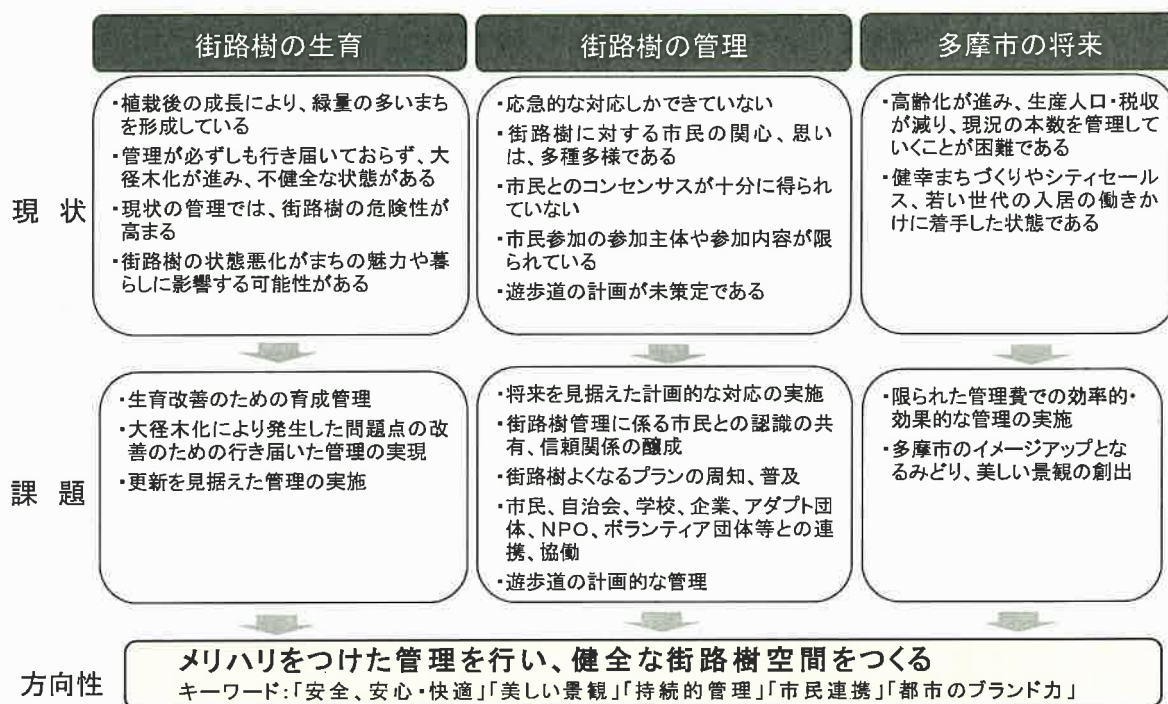 街路樹の生育
街路樹の管理
多摩市の将来
現 状
・植栽後の成長により、緑量の多いまち
を形成している
・管理が必ずしも行き届いておらず、大
径木化が進み、不健全な状態がある
・現状の管理では、街路樹の危険性が
高まる
・街路樹の状態悪化がまちの魅力や暮
らしに影響する可能性がある
・応急的な対応しかできていない
・街路樹に対する市民の関心、思い
は、多種多様である
・市民とのコンセンサスが十分に得られ
ていない
・市民参加の参加主体や参加内容が限
られている
・遊歩道の計画が未策定である
・高齢化が進み、生産人口・税収
が減り、現況の本数を管理して
いくことが困難である
・健幸まちづくりやシティセール
ス、若い世代の入居の働きか
けに着手した状態である
課 題
・生育改善のための育成管理
・大径木化により発生した問題点の改
善のための行き届いた管理の実現
・更新を見据えた管理の実施
・将来を見据えた計画的な対応の実施
・街路樹管理に係る市民との認識の共
有、信頼関係の醸成
・街路樹よくなるプランの周知、普及
・市民、自治会、学校、企業、アダプト団
体、NPO、ボランティア団体等との連
携、協働
・遊歩道の計画的な管理
・限られた管理費での効率的・
効果的な管理の実施
・多摩市のイメージアップとな
るみどり、美しい景観の創出
方向性
メリハリをつけた管理を行い、健全な街路樹空間をつくる
キーワード:「安全、安心・快適」「美しい景観」「持続的管理」「市民連携」「都市のブランド力」